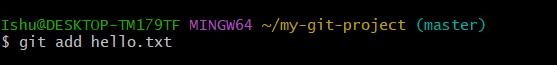 Ishu@DESKTOP-TM179TF MINGW64 ~/my-git-project (master)
$ git add hello.txt